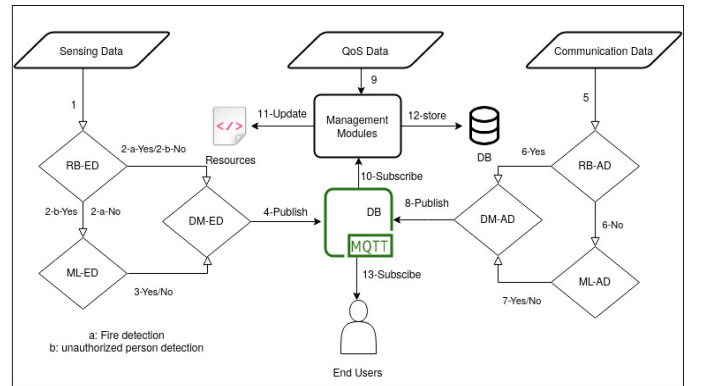 Sensing Data
QoS Data
Communication Data
1
9
5
11-Update
12-store
</>
Management
Modules
Resources
DB
2-a-Yes/2-b-No
RB-ED
6-Yes
RB-AD
10-Subscribe
2-b-Yes
2-a-No
DM-ED
4-Publish
DB
MQTT
8-Publish
DM-AD
6-No
ML-ED
3-Yes/No
13-Subscibe
ML-AD
7-Yes/No
a: Fire detection
b: unauthorized person detection
End Users